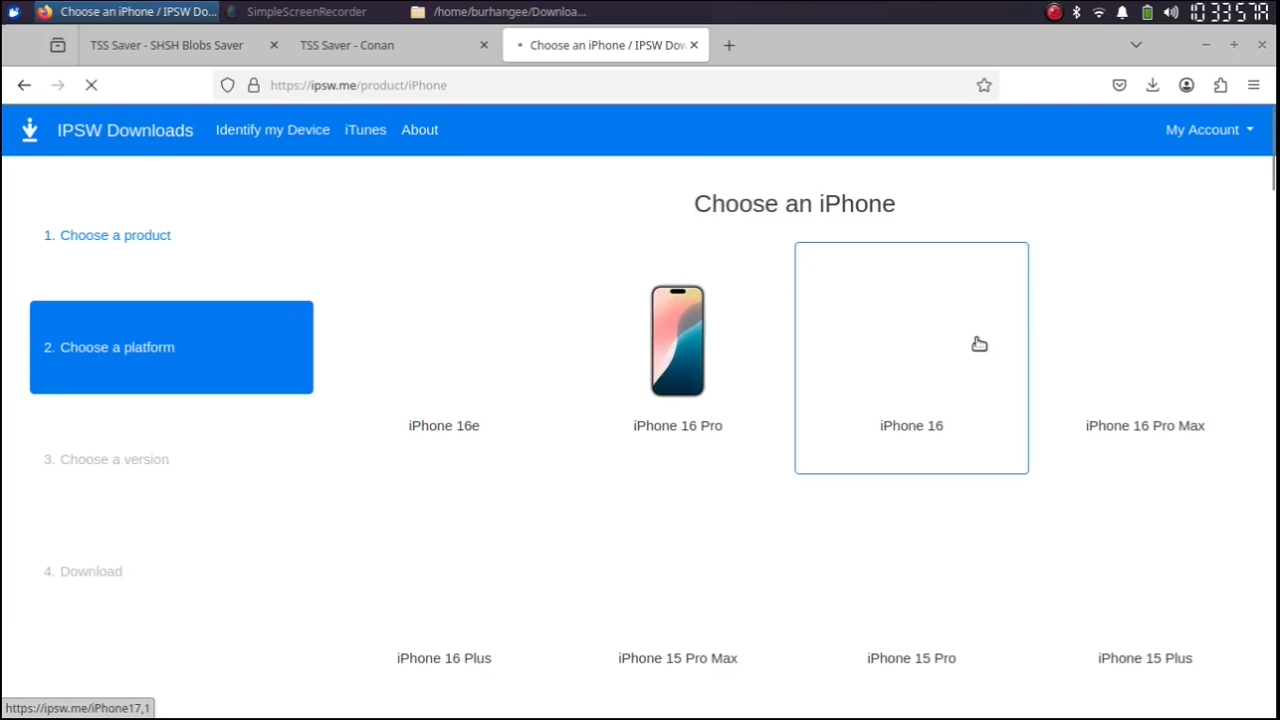 Choose an iPhone / IPSW Do...
SimpleScreenRecorder
/home/burhangee/Downloa...
10:33:57
TSS Saver - SHSH Blobs Saver
TSS Saver - Conan
Choose an iPhone / IPSW Dow
https://ipsw.me/product/iPhone
IPSW Downloads
Identify my Device
iTunes
About
My Account
Choose an iPhone
1. Choose a product
2. Choose a platform
3. Choose a version
4. Download
iPhone 16e
iPhone 16 Pro
iPhone 16
iPhone 16 Pro Max
iPhone 16 Plus
iPhone 15 Pro Max
iPhone 15 Pro
iPhone 15 Plus
https://ipsw.me/iPhone17,1